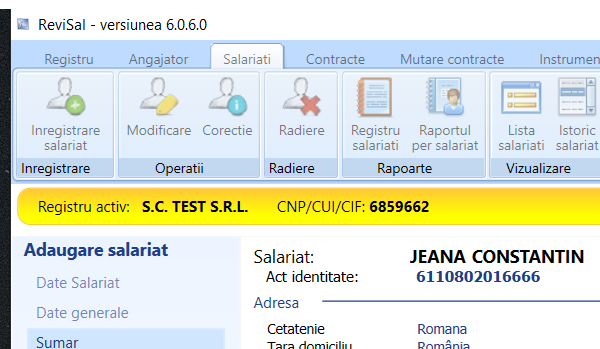 ReviSal - versiunea 6.0.6.0
Registru Angajator Salariati Contracte Mutare contracte Instrumen
Inregistrare salariat
Modificare Corectie
Radiere
Registru salariati
Raportul per salariat
Lista salariati
Istoric salariat
Inregistrare Operatii Radiere Rapoarte Vizualizare
Registru activ: S.C. TEST S.R.L. CNP/CUI/CIF: 6859662
Adaugare salariat
Date Salariat
Date generale
Sumar
Salariat: JEANA CONSTANTIN
Act identitate: 6110802016666
Adresa
Cetatenie Romana
Tara domiciliu România